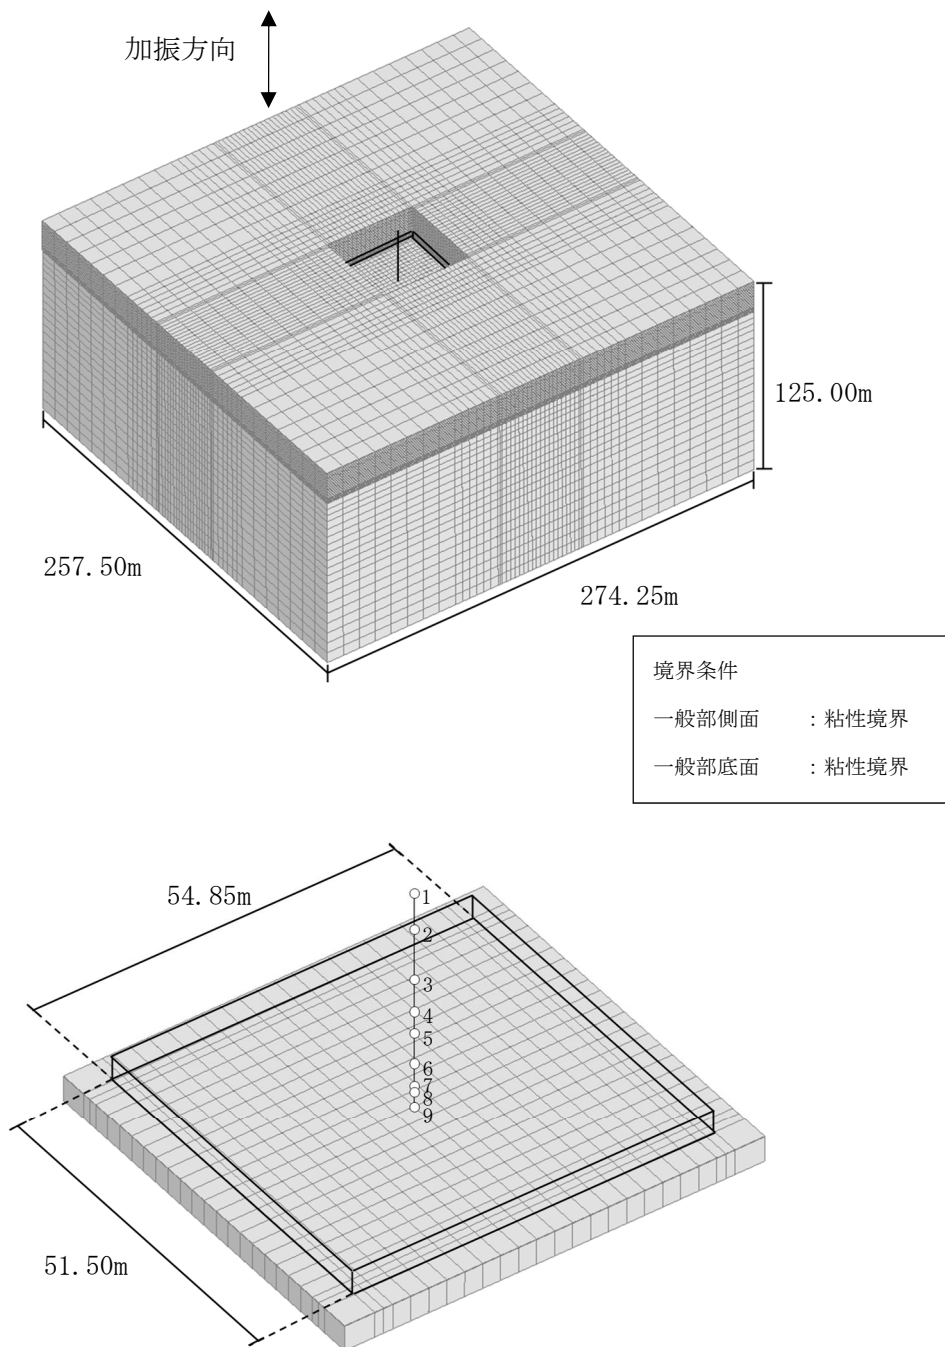 加振方向
125.00m
257.50m
274.25m
境界条件
一般部側面 : 粘性境界
一般部底面 : 粘性境界
54.85m
1
2
3
4
5
6
7
8
9
51.50m